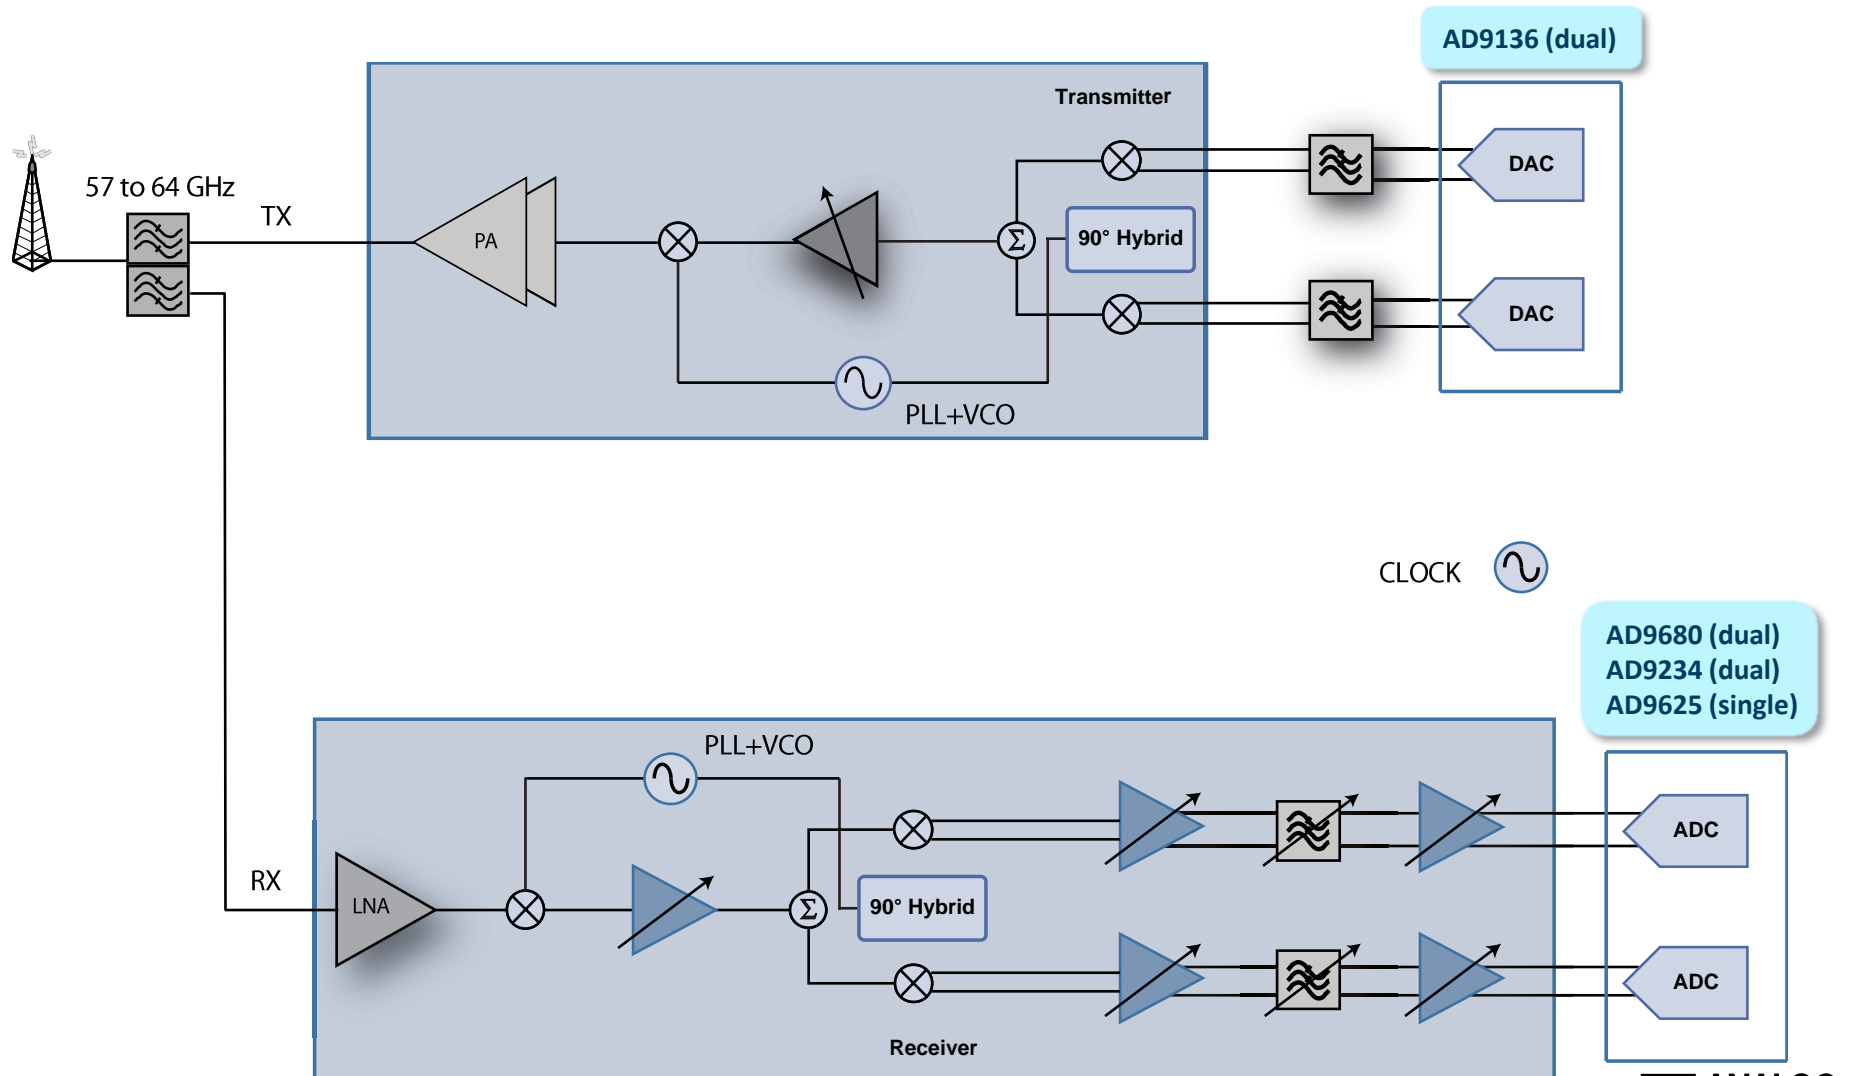 AD9136 (dual)
Transmitter
DAC
57 to 64 GHz
TX
PA
Σ
90° Hybrid
DAC
PLL+VCO
CLOCK
AD9680 (dual)
AD9234 (dual)
AD9625 (single)
PLL+VCO
ADC
RX
LNA
Σ
90° Hybrid
ADC
Receiver